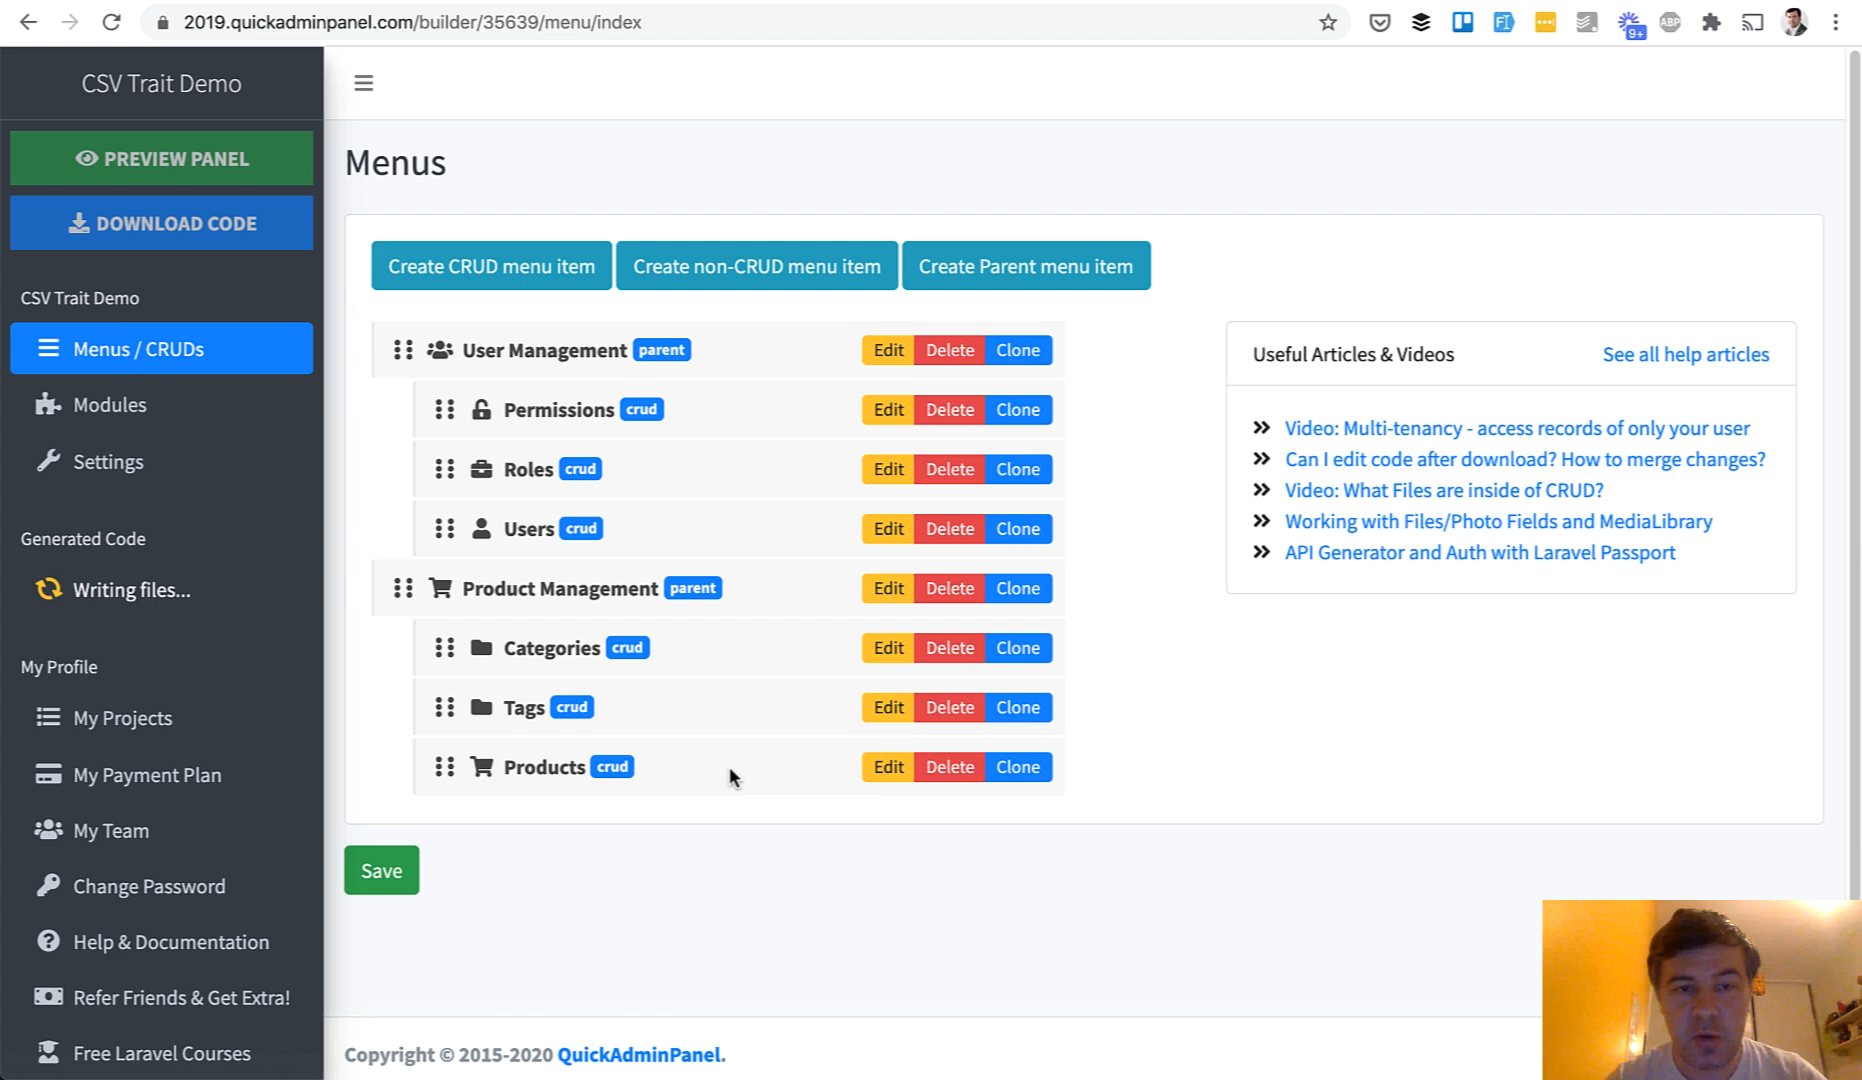 2019.quickadminpanel.com/builder/35639/menu/index
9+
ABP
CSV Trait Demo
PREVIEW PANEL
DOWNLOAD CODE
CSV Trait Demo
Menus / CRUDs
Modules
Settings
Generated Code
Writing files...
My Profile
My Projects
My Payment Plan
My Team
Change Password
Help & Documentation
Refer Friends & Get Extra!
Free Laravel Courses
Menus
Create CRUD menu item Create non-CRUD menu item Create Parent menu item
User Management parent Edit Delete Clone
Permissions crud Edit Delete Clone
Roles crud Edit Delete Clone
Users crud Edit Delete Clone
Product Management parent Edit Delete Clone
Categories crud Edit Delete Clone
Tags crud Edit Delete Clone
Products crud Edit Delete Clone
Useful Articles & Videos See all help articles
Video: Multi-tenancy - access records of only your user
Can I edit code after download? How to merge changes?
Video: What Files are inside of CRUD?
Working with Files/Photo Fields and MediaLibrary
API Generator and Auth with Laravel Passport
Save
Copyright © 2015-2020 QuickAdminPanel.